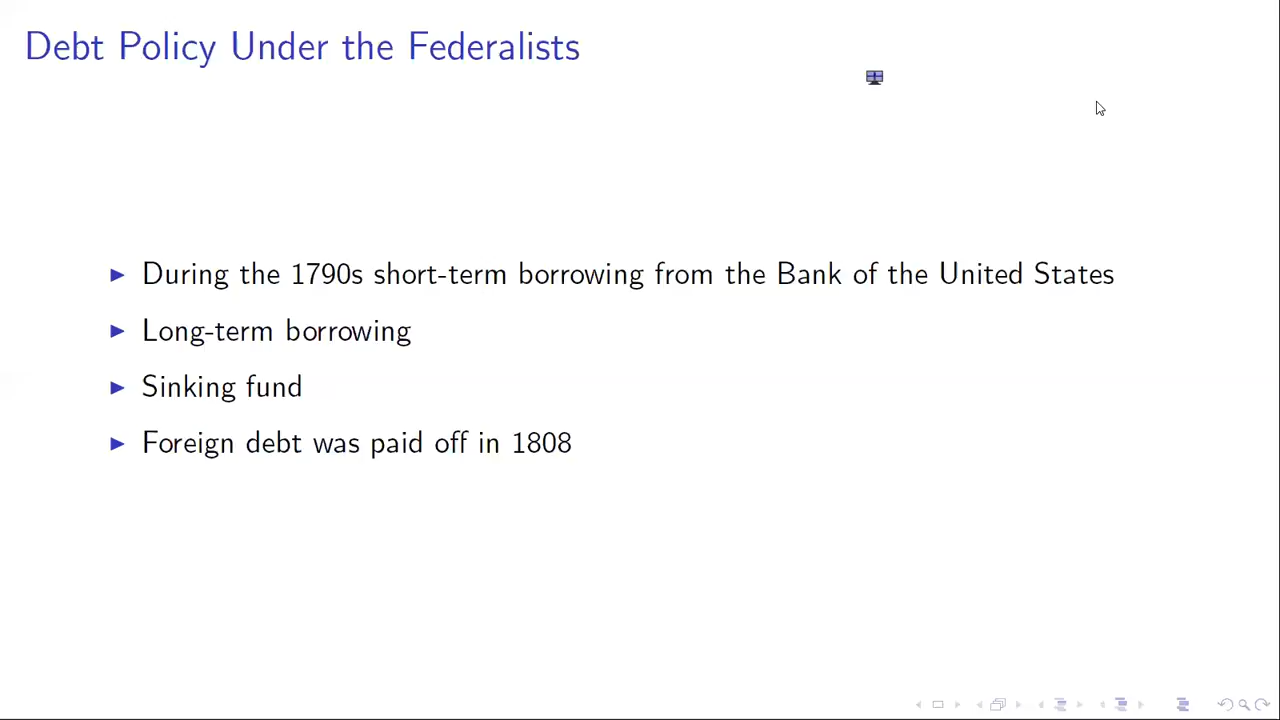 Debt Policy Under the Federalists
During the 1790s short-term borrowing from the Bank of the United States
Long-term borrowing
Sinking fund
Foreign debt was paid off in 1808